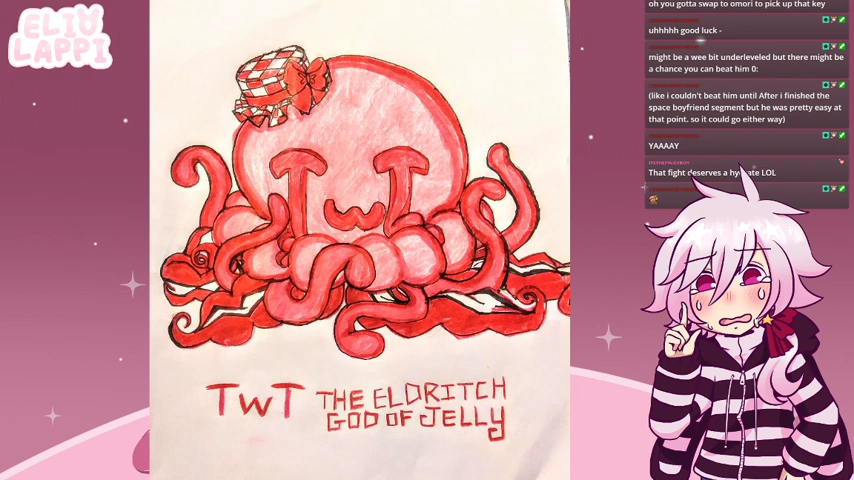 ELIU
LAPPI
TwT THE ELDRITCH
GOD OF JELLY
oh you gotta swap to omori to pick up that key
uhhhhh good luck -
might be a wee bit underleveled but there might be
a chance you can beat him 0:
(like i couldn't beat him until After i finished the
space boyfriend segment but he was pretty easy at
that point. so it could go either way)
YAAAAY
That fight deserves a hydrate LOL